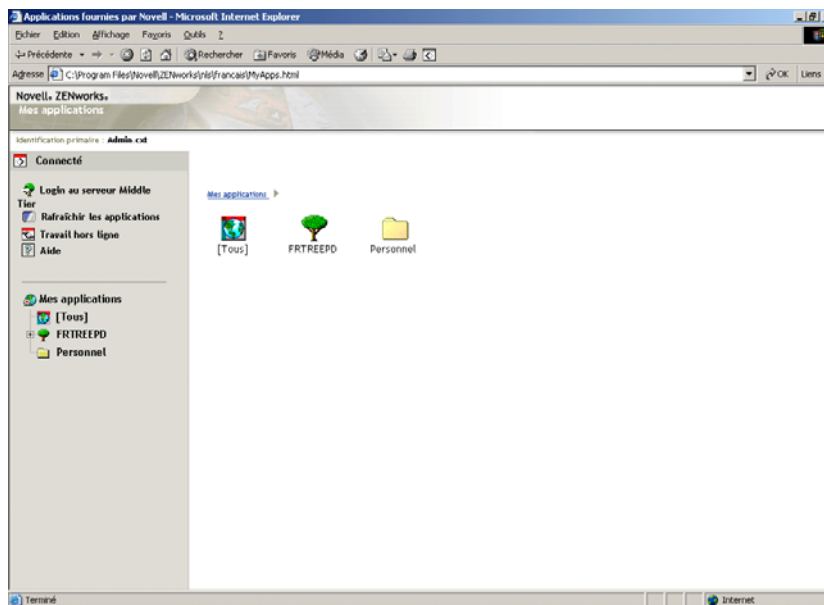 Applications fournies par Novell - Microsoft Internet Explorer
Fichier Edition Affichage Favoris Outils ?
Précédente Rechercher Favoris Média
Adresse C:\Program Files\Novell\ZENworks\nls\francais\MyApps.html OK Liens
Novell. ZENworks.
Mes applications
Identification primaire : Admin.cxt
Connecté
Login au serveur Middle
Tier
Rafraîchir les applications
Travail hors ligne
Aide
Mes applications
[Tous]
FRTREEPD
Personnel
Mes applications
[Tous] FRTREEPD Personnel
Terminé Internet